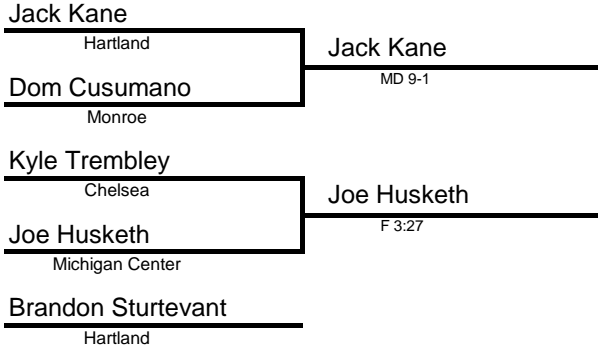 Jack Kane
Hartland
Jack Kane
MD 9-1
Dom Cusumano
Monroe
Kyle Trembley
Chelsea
Joe Husketh
F 3:27
Joe Husketh
Michigan Center
Brandon Sturtevant
Hartland